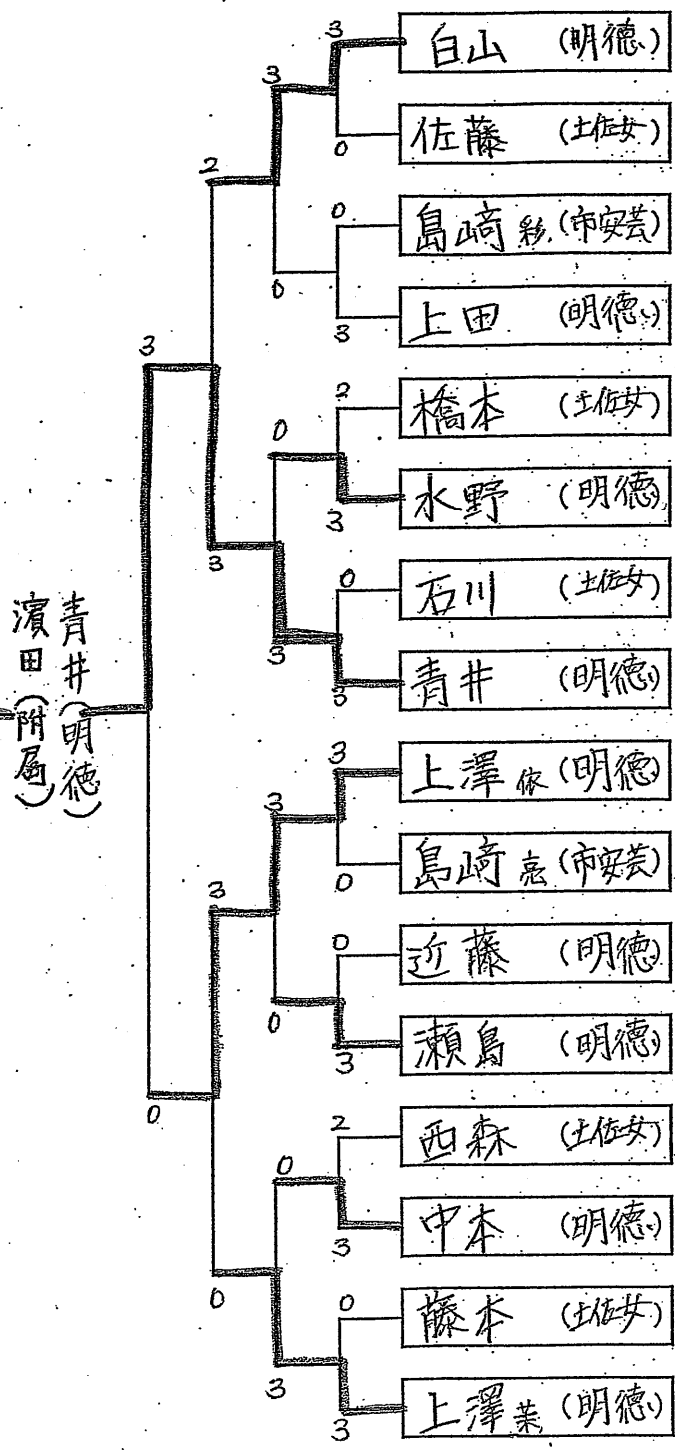 3
白山 (明徳)
3
佐藤 (土佐女)
0
2
島﨑 彩 (市安芸)
0
0
上田 (明徳)
3
3
橋本 (土佐女)
2
0
水野 (明徳)
3
3
石川 (土佐女)
0
3
青井 (明徳)
3
青井(明徳)
濱田(附属)
上澤 依 (明徳)
3
3
島﨑 亮 (市安芸)
0
3
近藤 (明徳)
0
0
瀬島 (明徳)
3
0
西森 (土佐女)
2
0
中本 (明徳)
3
0
藤本 (土佐女)
0
3
上澤 茉 (明徳)
3